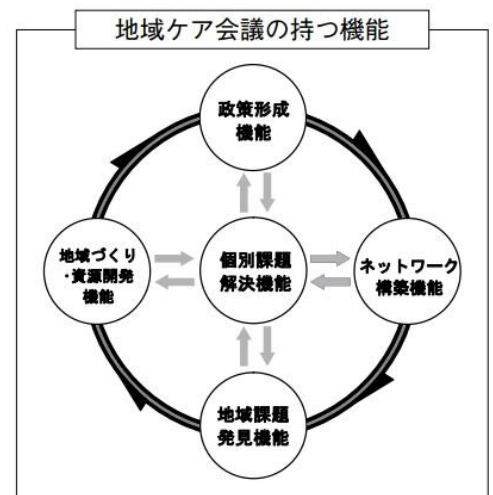 地域ケア会議の持つ機能
政策形成
機能
地域づくり
・資源開発
機能
個別課題
解決機能
ネットワーク
構築機能
地域課題
発見機能